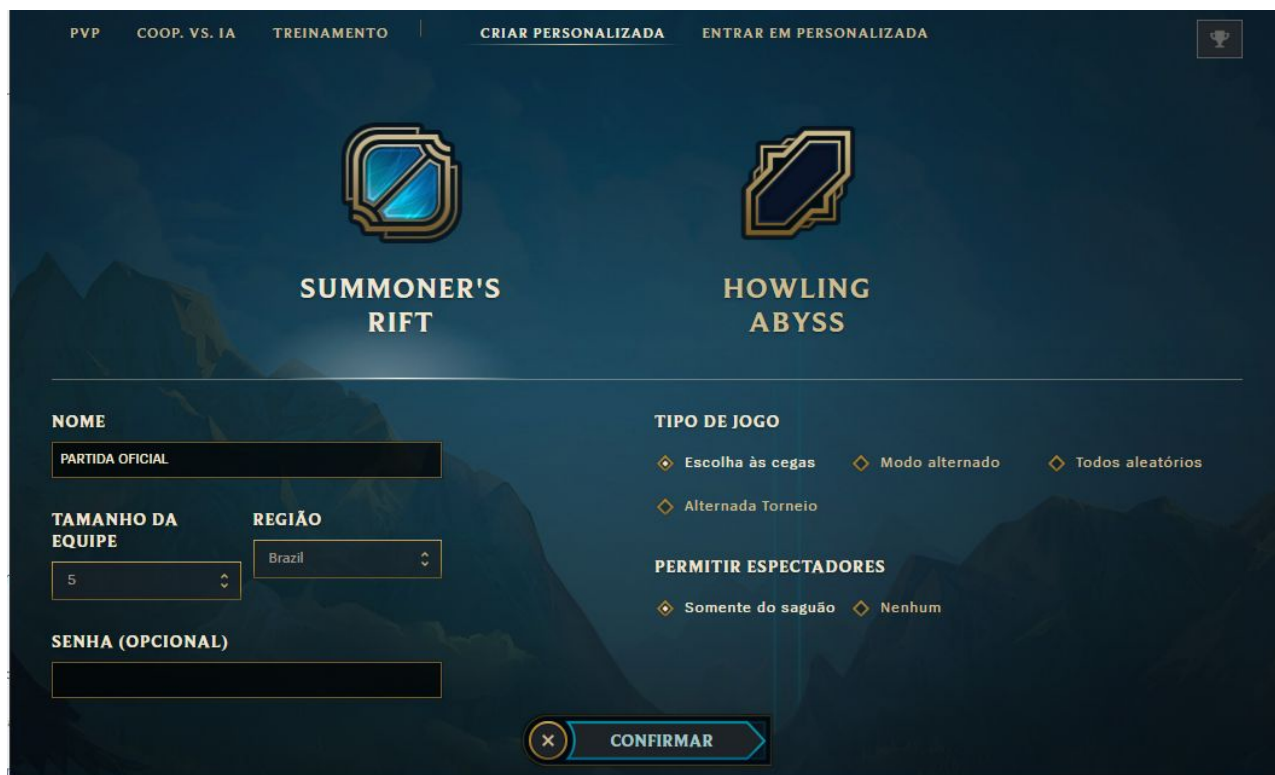 PVP COOP. VS. IA TREINAMENTO CRIAR PERSONALIZADA ENTRAR EM PERSONALIZADA
SUMMONER'S
RIFT
HOWLING
ABYSS
NOME
PARTIDA OFICIAL
TAMANHO DA
EQUIPE
5
REGIÃO
Brazil
SENHA (OPCIONAL)
TIPO DE JOGO
Escolha às cegas Modo alternado Todos aleatórios
Alternada Torneio
PERMITIR ESPECTADORES
Somente do saguão Nenhum
CONFIRMAR